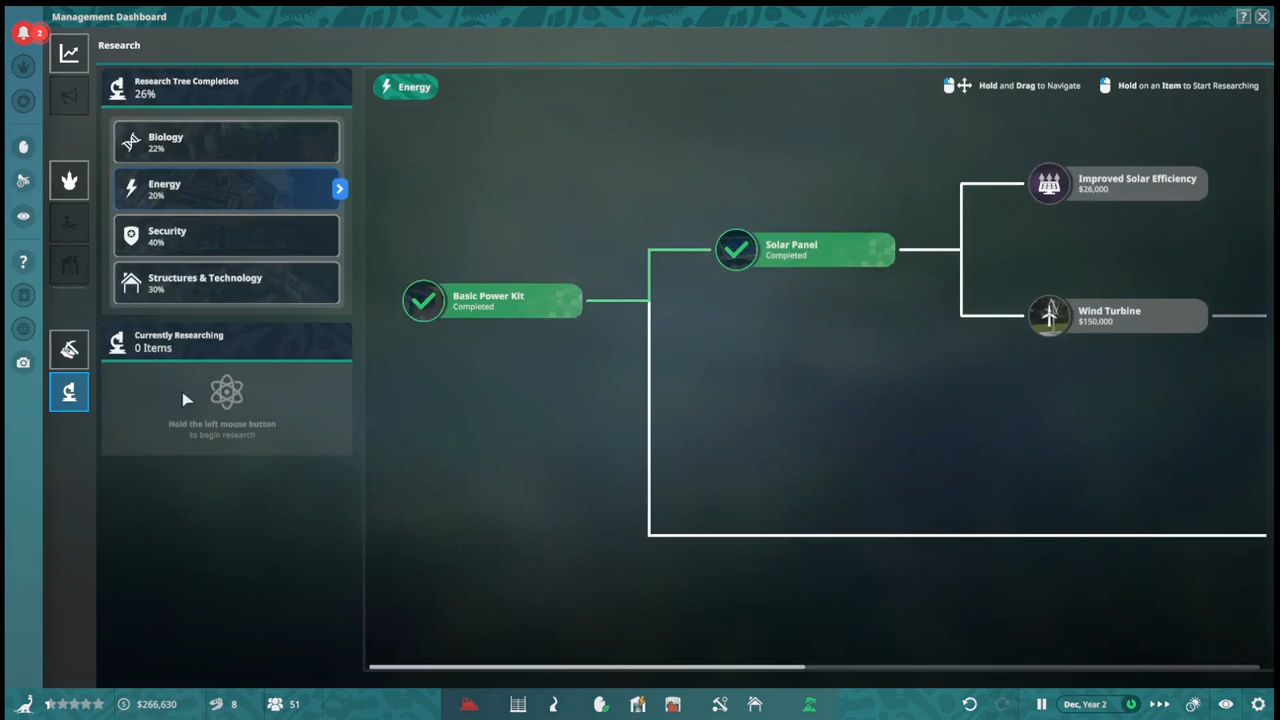 Management Dashboard
?
2
Research
Research Tree Completion
26%
Energy
Hold and Drag to Navigate
Hold on an Item to Start Researching
Biology
22%
Energy
20%
Security
40%
Structures & Technology
30%
?
Currently Researching
0 Items
Hold the left mouse button
to begin research
Basic Power Kit
Completed
Solar Panel
Completed
Improved Solar Efficiency
$26,000
Wind Turbine
$150,000
$266,630
8
51
Dec, Year 2